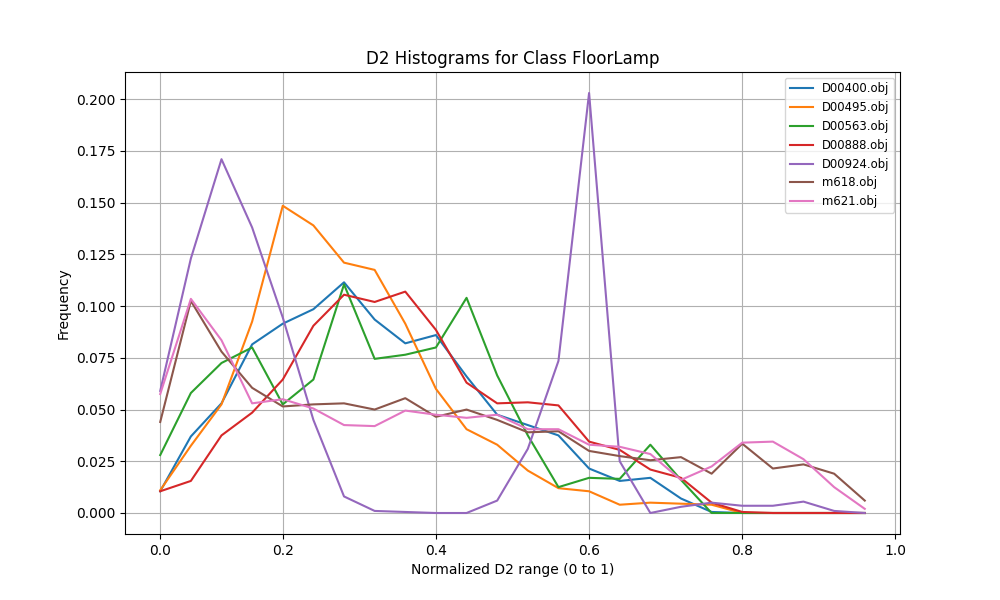 D2 Histograms for Class FloorLamp
Frequency
0.200
0.175
0.150
0.125
0.100
0.075
0.050
0.025
0.000
D00400.obj
D00495.obj
D00563.obj
D00888.obj
D00924.obj
m618.obj
m621.obj
0.0 0.2 0.4 0.6 0.8 1.0
Normalized D2 range (0 to 1)